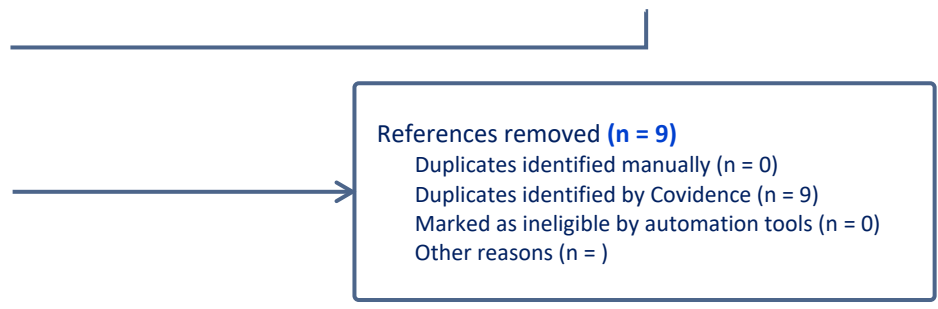 References removed (n = 9)
Duplicates identified manually (n = 0)
Duplicates identified by Covidence (n = 9)
Marked as ineligible by automation tools (n = 0)
Other reasons (n = )